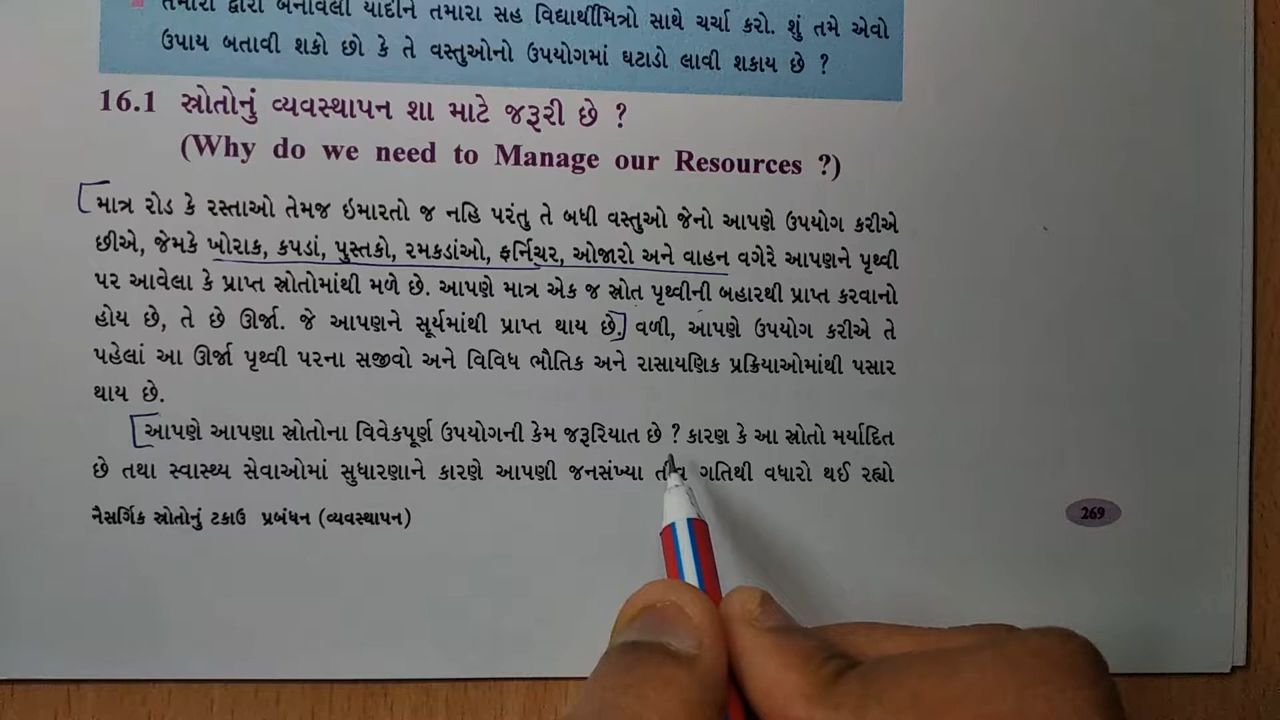 તમારા દ્વારા બનાવેલી યાદીને તમારા સહ વિદ્યાર્થીમિત્રો સાથે ચર્ચા કરો. શું તમે એવો
ઉપાય બતાવી શકો છો કે તે વસ્તુઓનો ઉપયોગમાં ઘટાડો લાવી શકાય છે ?
16.1 સ્રોતોનું વ્યવસ્થાપન શા માટે જરૂરી છે ?
(Why do we need to Manage our Resources ?)
માત્ર રોડ કે રસ્તાઓ તેમજ ઇમારતો જ નહિ પરંતુ તે બધી વસ્તુઓ જેનો આપણે ઉપયોગ કરીએ
છીએ, જેમકે ખોરાક, કપડાં, પુસ્તકો, રમકડાંઓ, ફર્નિચર, ઓજારો અને વાહન વગેરે આપણને પૃથ્વી
પર આવેલા કે પ્રાપ્ત સ્રોતોમાંથી મળે છે. આપણે માત્ર એક જ સ્રોત પૃથ્વીની બહારથી પ્રાપ્ત કરવાનો
હોય છે, તે છે ઊર્જા. જે આપણને સૂર્યમાંથી પ્રાપ્ત થાય છે. વળી, આપણે ઉપયોગ કરીએ તે
પહેલાં આ ઊર્જા પૃથ્વી પરના સજીવો અને વિવિધ ભૌતિક અને રાસાયણિક પ્રક્રિયાઓમાંથી પસાર
થાય છે.
આપણે આપણા સ્રોતોના વિવેકપૂર્ણ ઉપયોગની કેમ જરૂરિયાત છે ? કારણ કે આ સ્રોતો મર્યાદિત
છે તથા સ્વાસ્થ્ય સેવાઓમાં સુધારણાને કારણે આપણી જનસંખ્યા તીવ્ર ગતિથી વધારો થઈ રહ્યો
નૈસર્ગિક સ્રોતોનું ટકાઉ પ્રબંધન (વ્યવસ્થાપન)
269